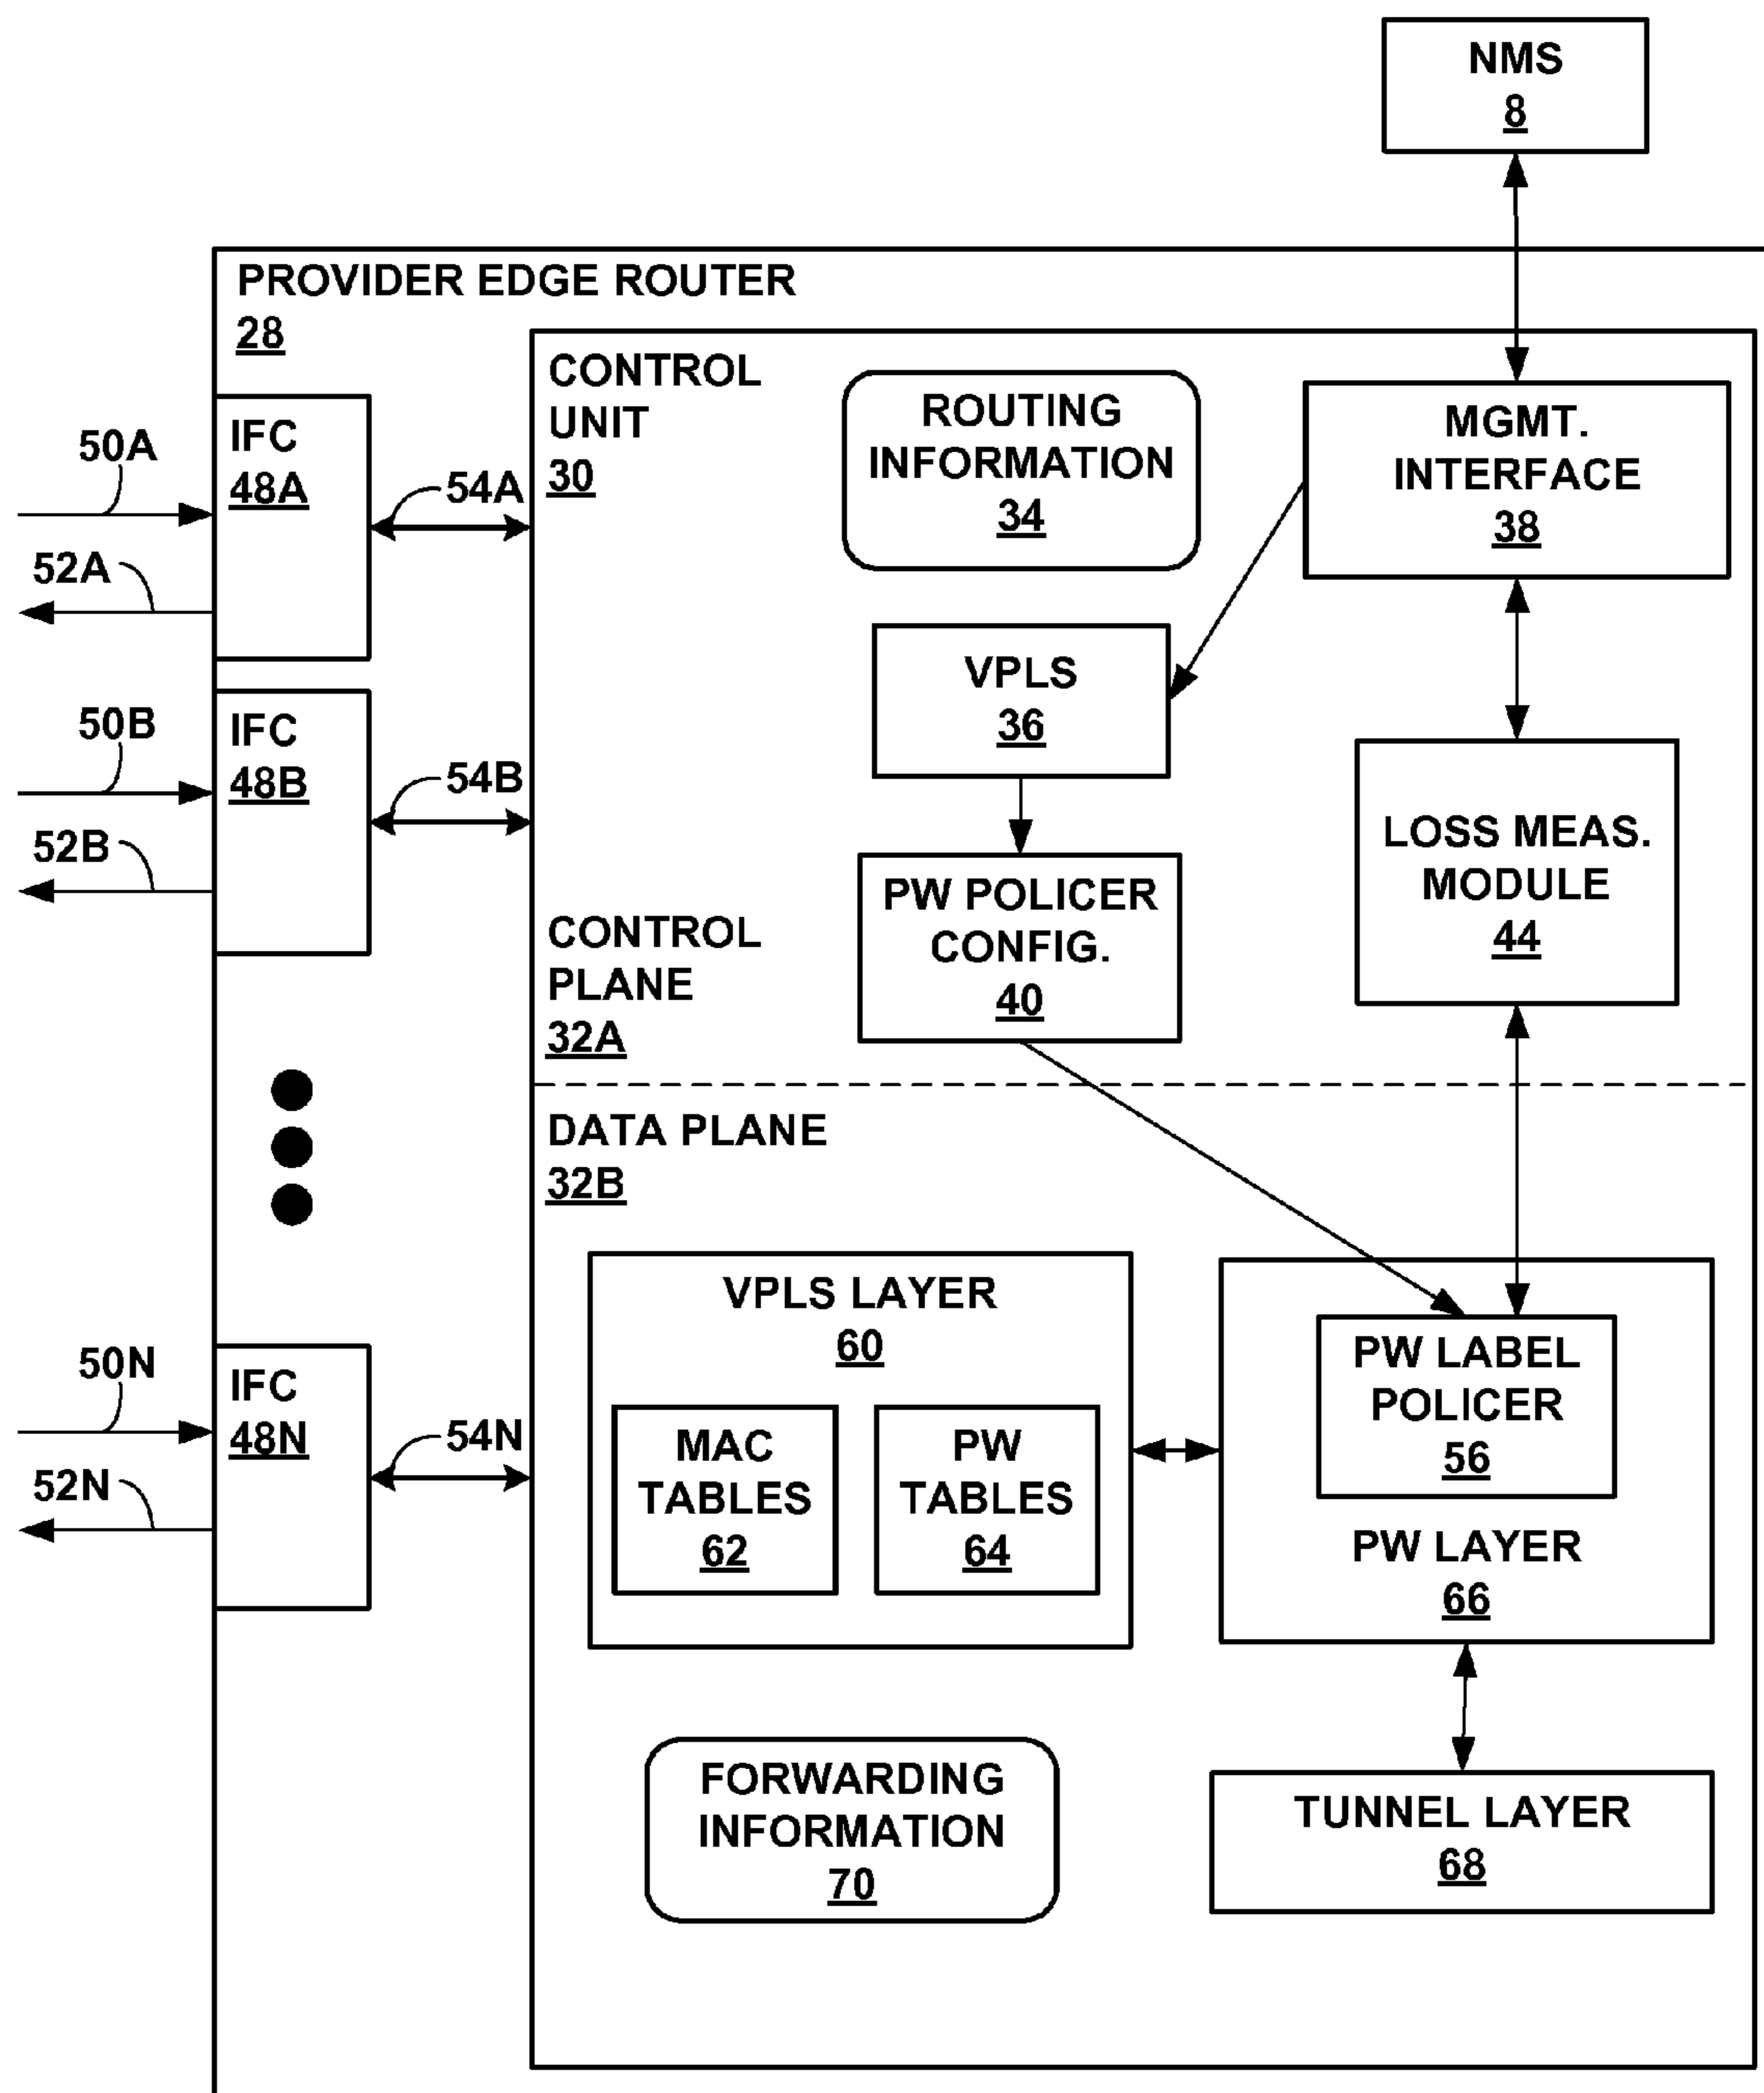 NMS
8
PROVIDER EDGE ROUTER
28
CONTROL
UNIT
30
ROUTING
INFORMATION
34
MGMT.
INTERFACE
38
IFC
48A
50A
52A
54A
VPLS
36
IFC
48B
50B
52B
54B
LOSS MEAS.
MODULE
44
PW POLICER
CONFIG.
40
CONTROL
PLANE
32A
DATA PLANE
32B
VPLS LAYER
60
MAC
TABLES
62
PW
TABLES
64
PW LABEL
POLICER
56
PW LAYER
66
IFC
48N
50N
52N
54N
FORWARDING
INFORMATION
70
TUNNEL LAYER
68